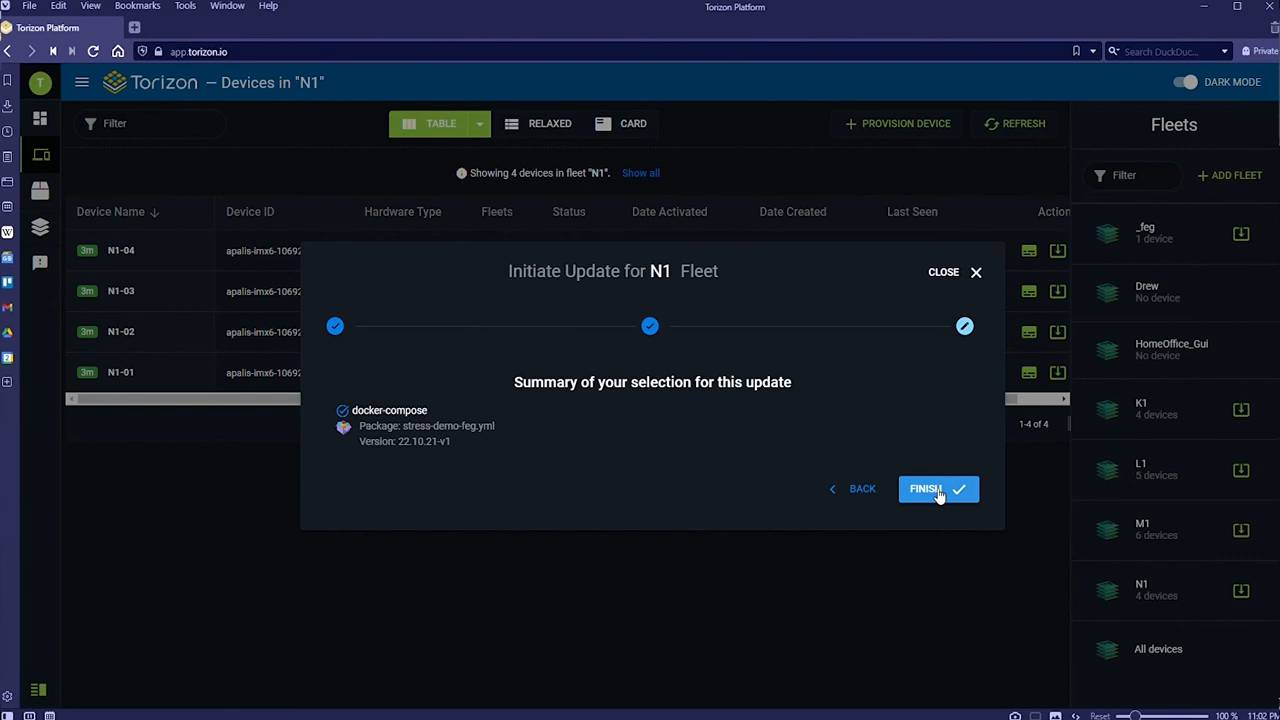 File Edit View Bookmarks Tools Window Help
Torizon Platform
Torizon Platform
app.torizon.io
Search DuckDuc...
Private
T
Torizon – Devices in "N1"
DARK MODE
Filter
TABLE
RELAXED
CARD
PROVISION DEVICE
REFRESH
Fleets
Showing 4 devices in fleet "N1". Show all
Filter
ADD FLEET
Device Name
Device ID
Hardware Type
Fleets
Status
Date Activated
Date Created
Last Seen
Action
3m N1-04 apalis-imx6-10692
3m N1-03 apalis-imx6-10692
3m N1-02 apalis-imx6-10692
3m N1-01 apalis-imx6-10692
1-4 of 4
Initiate Update for N1 Fleet
CLOSE
Summary of your selection for this update
docker-compose
Package: stress-demo-feg.yml
Version: 22.10.21-v1
BACK
FINISH
_feg
1 device
Drew
No device
HomeOffice_Gui
No device
K1
4 devices
L1
5 devices
M1
6 devices
N1
4 devices
All devices
Reset
100 %
11:02 PM